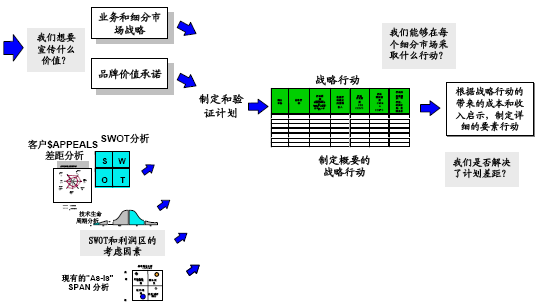 我们想要
宣传什么
价值?
业务和细分市
场战略
品牌价值承诺
制定和验
证计划
战略行动
制定概要的
战略行动
我们能够在每
个细分市场采
取什么行动?
根据战略行动的
带来的成本和收
入启示,制定详
细的要素行动
我们是否解决
了计划差距?
客户$APPEALS
差距分析
SWOT分析
S W
O T
技术生命
周期分析
SWOT和利润区的
考虑因素
现有的"As-Is"
SPAN 分析